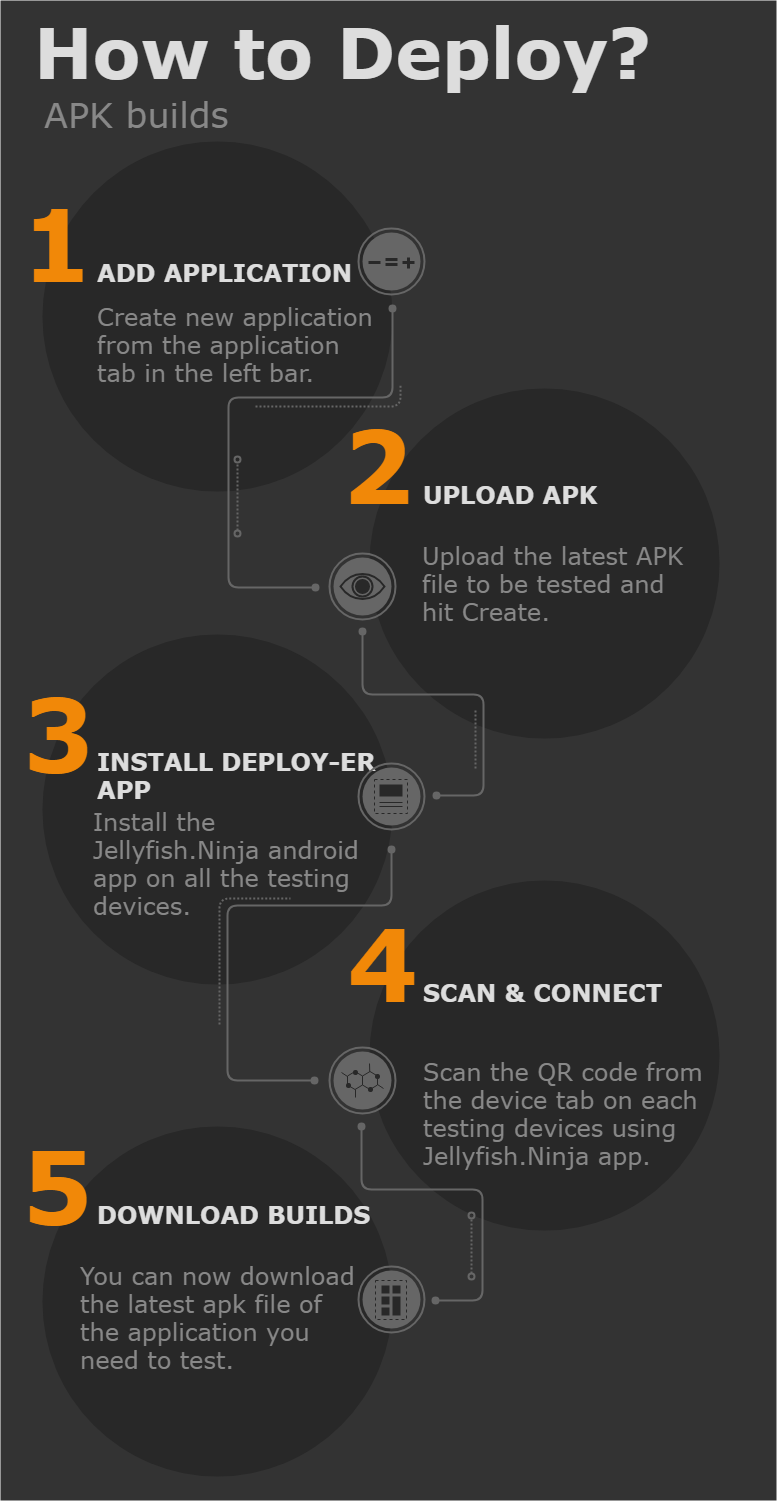 How to Deploy?
APK builds
1
ADD APPLICATION
Create new application
from the application
tab in the left bar.
2
UPLOAD APK
Upload the latest APK
file to be tested and
hit Create.
3
INSTALL DEPLOY-ER
APP
Install the
Jellyfish.Ninja android
app on all the testing
devices.
4
SCAN & CONNECT
Scan the QR code from
the device tab on each
testing devices using
Jellyfish.Ninja app.
5
DOWNLOAD BUILDS
You can now download
the latest apk file of
the application you
need to test.